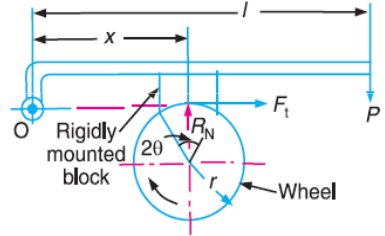 l
x
F_t
O
Rigidly
mounted
block
R_N
P
2θ
r
Wheel